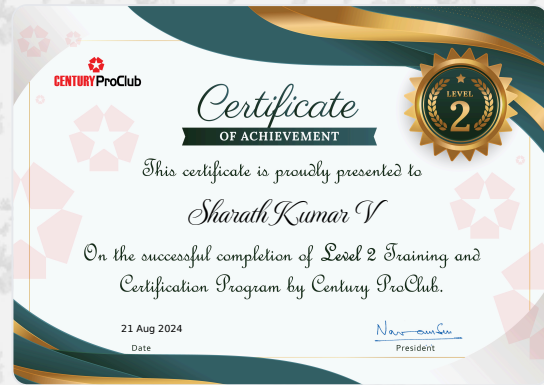 CENTURY ProClub
LEVEL
2
Certificate
OF ACHIEVEMENT
This certificate is proudly presented to
Sharath Kumar V
On the successful completion of Level 2 Training and
Certification Program by Century ProClub.
21 Aug 2024
Date
President